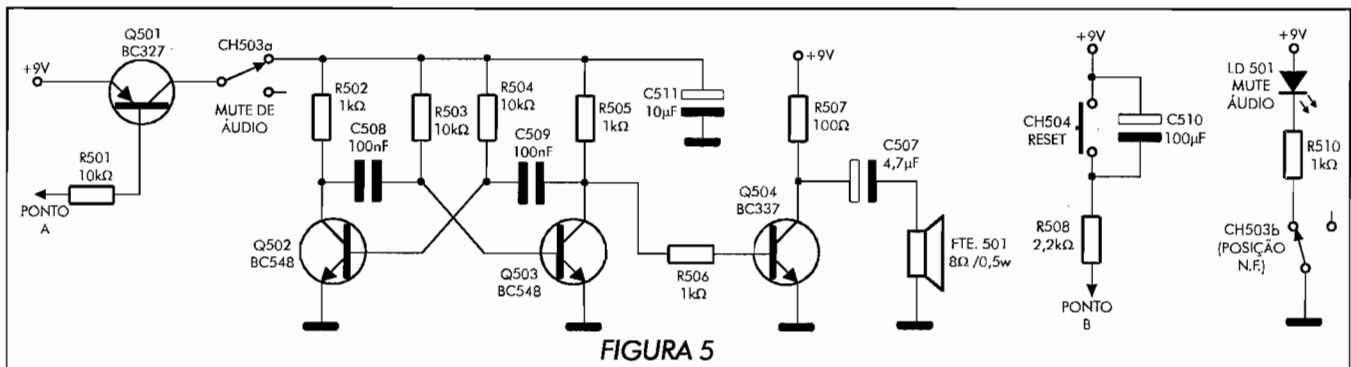 Q501
BC327
+9V
CH503a
MUTE DE
ÁUDIO
R501
10kΩ
PONTO
A
R502
1kΩ
C508
100nF
R503
10kΩ
R504
10kΩ
C509
100nF
R505
1kΩ
C511
10µF
Q502
BC548
Q503
BC548
R506
1kΩ
+9V
R507
100Ω
Q504
BC337
C507
4,7µF
FTE. 501
8Ω/0,5w
+9V
CH504
RESET
C510
100µF
R508
2,2kΩ
PONTO
B
+9V
LD 501
MUTE
ÁUDIO
R510
1kΩ
CH503b
(POSIÇÃO
N.F.)
FIGURA 5